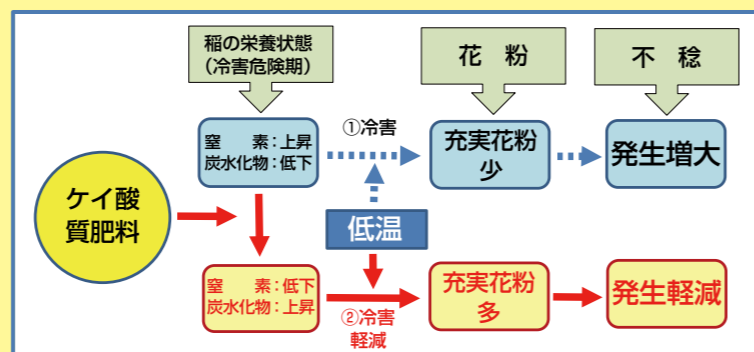 稲の栄養状態
（冷害危険期）
花　粉
不　稔
窒　　素：上昇
炭水化物：低下
①冷害
充実花粉
少
発生増大
ケイ酸
質肥料
低温
窒　　素：低下
炭水化物：上昇
②冷害
軽減
充実花粉
多
発生軽減